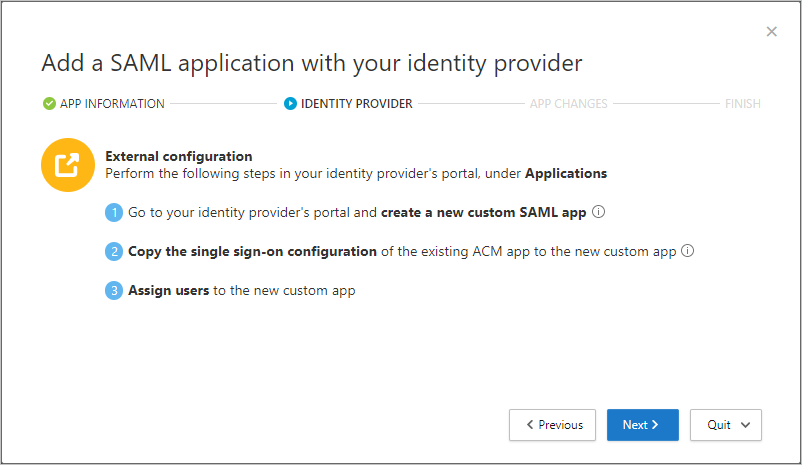 Add a SAML application with your identity provider
APP INFORMATION
IDENTITY PROVIDER
APP CHANGES
FINISH
External configuration
Perform the following steps in your identity provider's portal, under Applications
1 Go to your identity provider's portal and create a new custom SAML app
2 Copy the single sign-on configuration of the existing ACM app to the new custom app
3 Assign users to the new custom app
Previous
Next
Quit